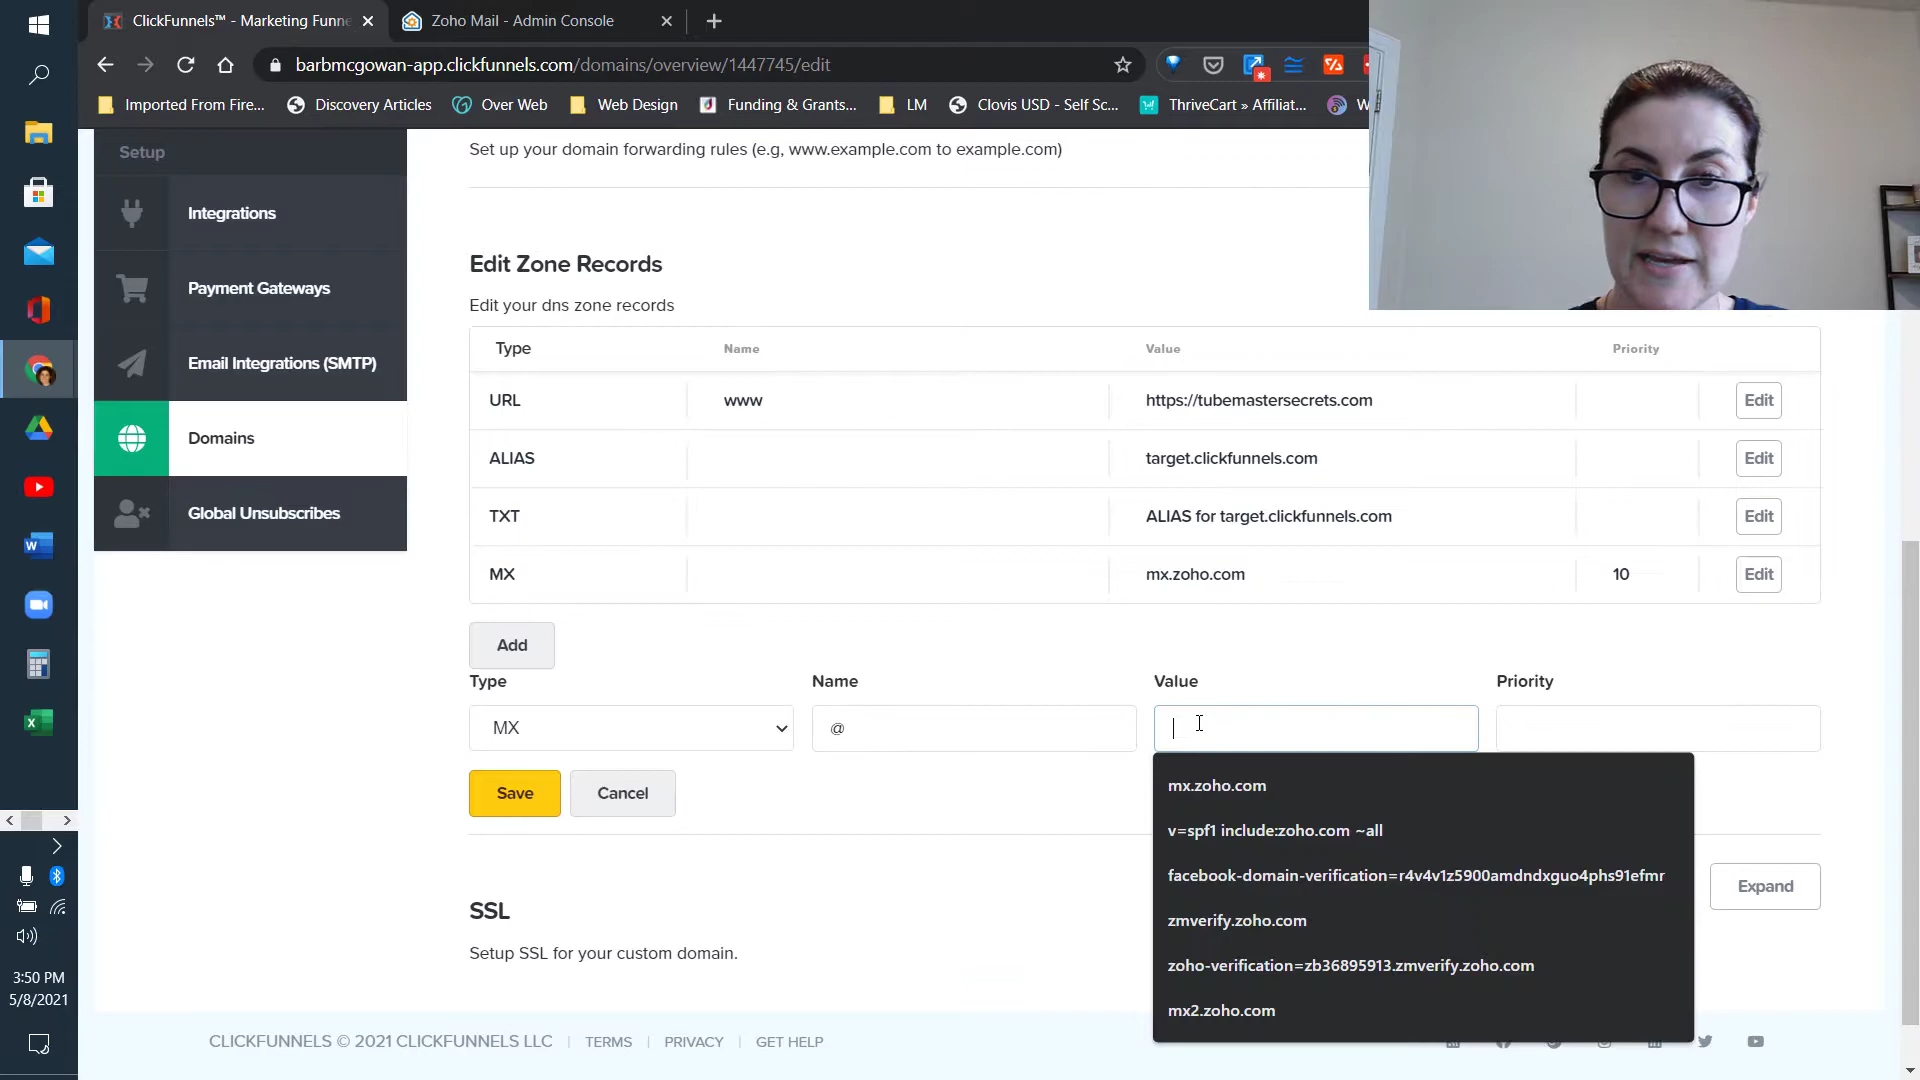 ClickFunnels™ - Marketing Funne
Zoho Mail - Admin Console
barbmcgowan-app.clickfunnels.com/domains/overview/1447745/edit
Imported From Fire...
Discovery Articles
Over Web
Web Design
Funding & Grants...
LM
Clovis USD - Self Sc...
ThriveCart » Affiliat...
W
Setup
Integrations
Payment Gateways
Email Integrations (SMTP)
Domains
Global Unsubscribes
Set up your domain forwarding rules (e.g, www.example.com to example.com)
Edit Zone Records
Edit your dns zone records
Type Name Value Priority
URL www https://tubemastersecrets.com Edit
ALIAS target.clickfunnels.com Edit
TXT ALIAS for target.clickfunnels.com Edit
MX mx.zoho.com 10 Edit
Add
Type Name Value Priority
MX @
Save Cancel
mx.zoho.com
v=spf1 include:zoho.com ~all
facebook-domain-verification=r4v4v1z5900amdndxguo4phs91efmr
zmverify.zoho.com
zoho-verification=zb36895913.zmverify.zoho.com
mx2.zoho.com
SSL
Expand
Setup SSL for your custom domain.
CLICKFUNNELS © 2021 CLICKFUNNELS LLC | TERMS | PRIVACY | GET HELP
3:50 PM
5/8/2021